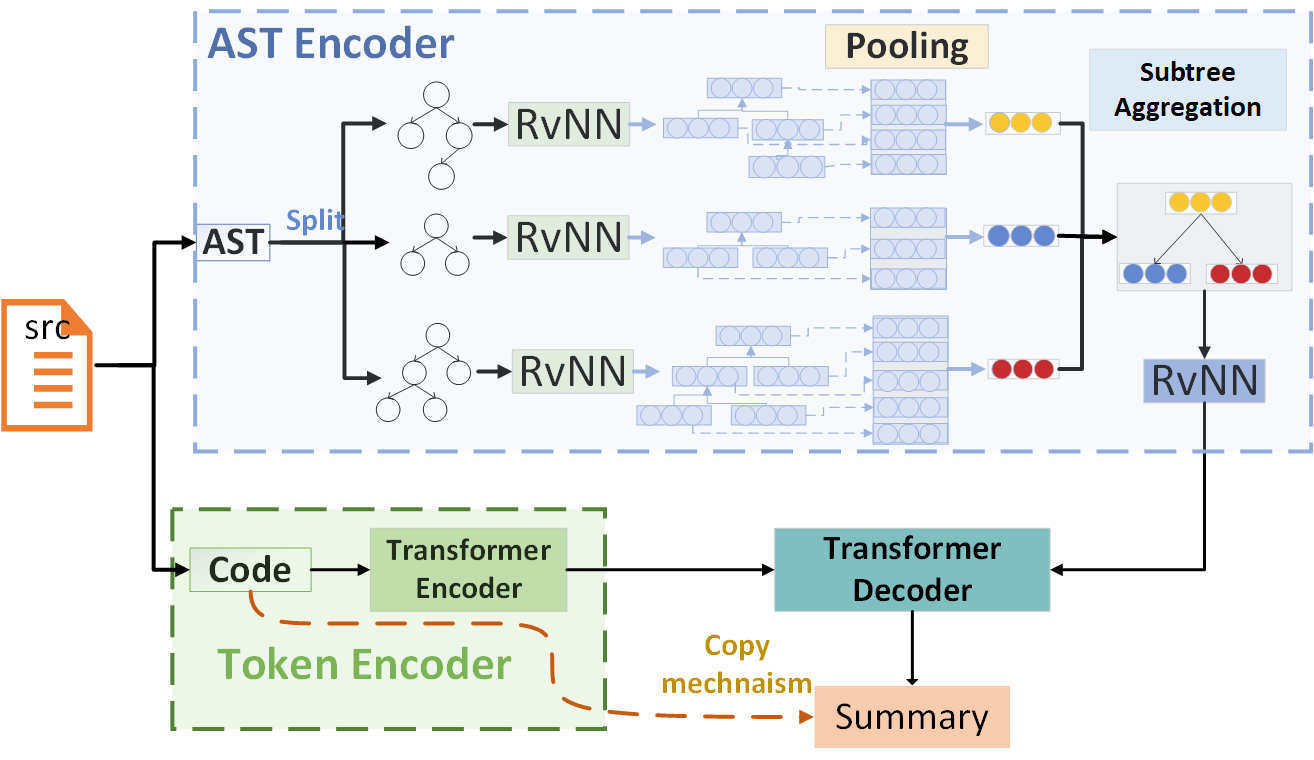 AST Encoder
Pooling
Subtree
Aggregation
RvNN
Split
AST
RvNN
src
RvNN
RvNN
Code
Transformer
Encoder
Transformer
Decoder
Token Encoder
Copy
mechnaism
Summary